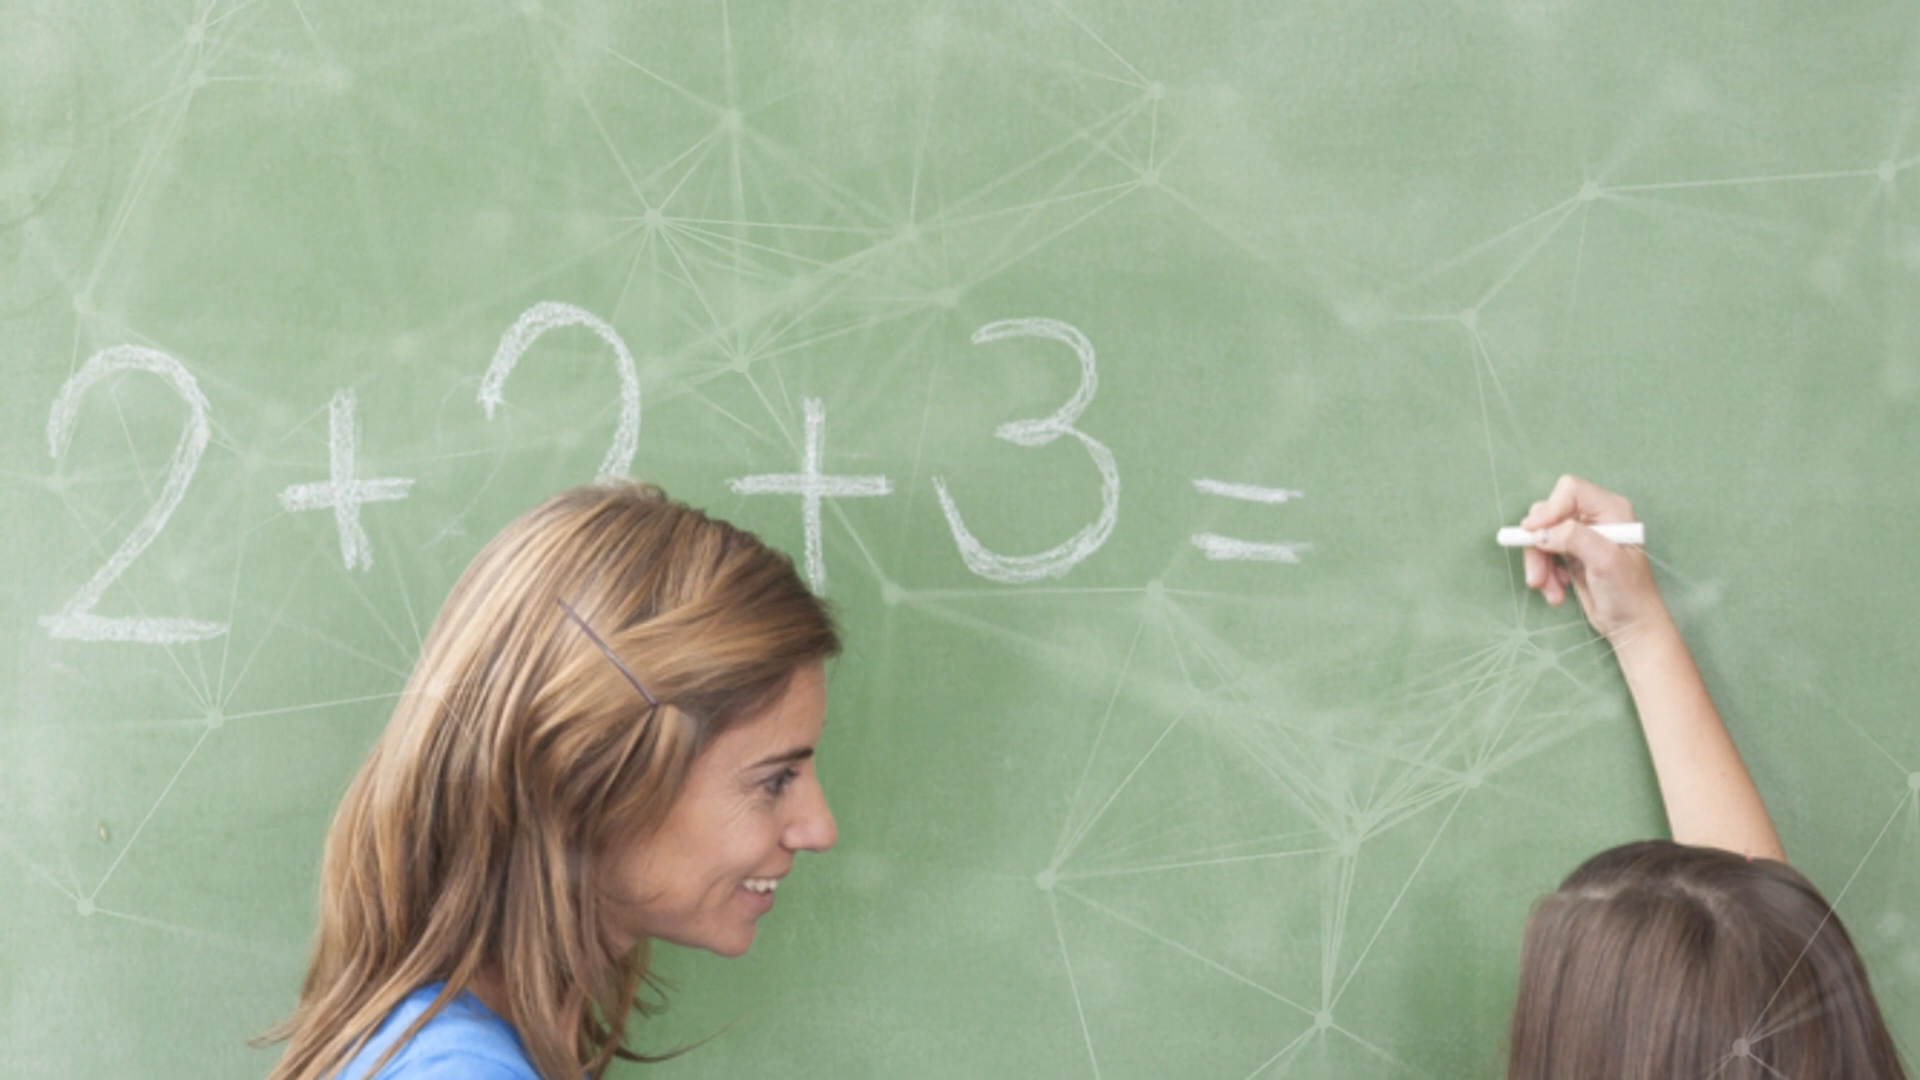 2 + 2 + 3 =